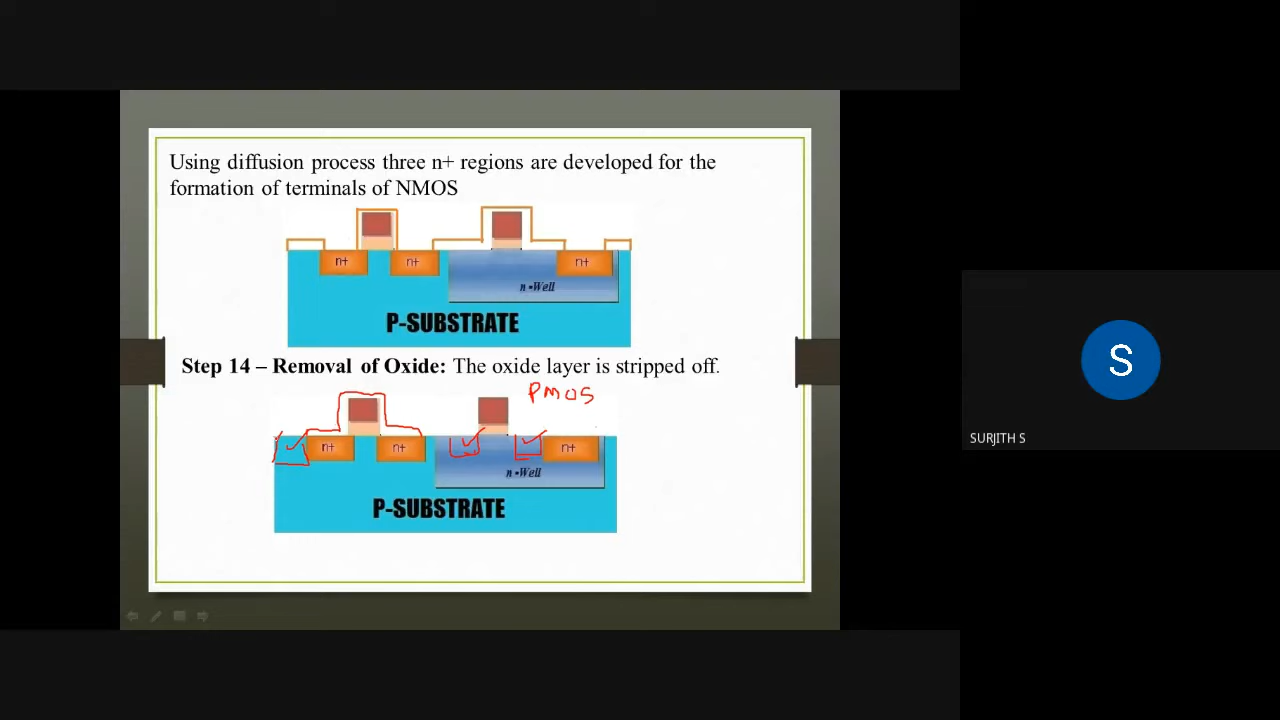 Using diffusion process three n+ regions are developed for the
formation of terminals of NMOS
n+
n+
n+
n-Well
P-SUBSTRATE
Step 14 – Removal of Oxide: The oxide layer is stripped off.
PMOS
n+
n+
n+
n-Well
P-SUBSTRATE
S
SURJITH S